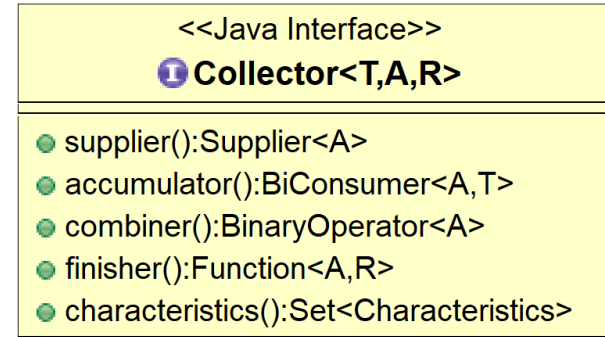 <<Java Interface>>
I Collector<T,A,R>
supplier():Supplier<A>
accumulator():BiConsumer<A,T>
combiner():BinaryOperator<A>
finisher():Function<A,R>
characteristics():Set<Characteristics>